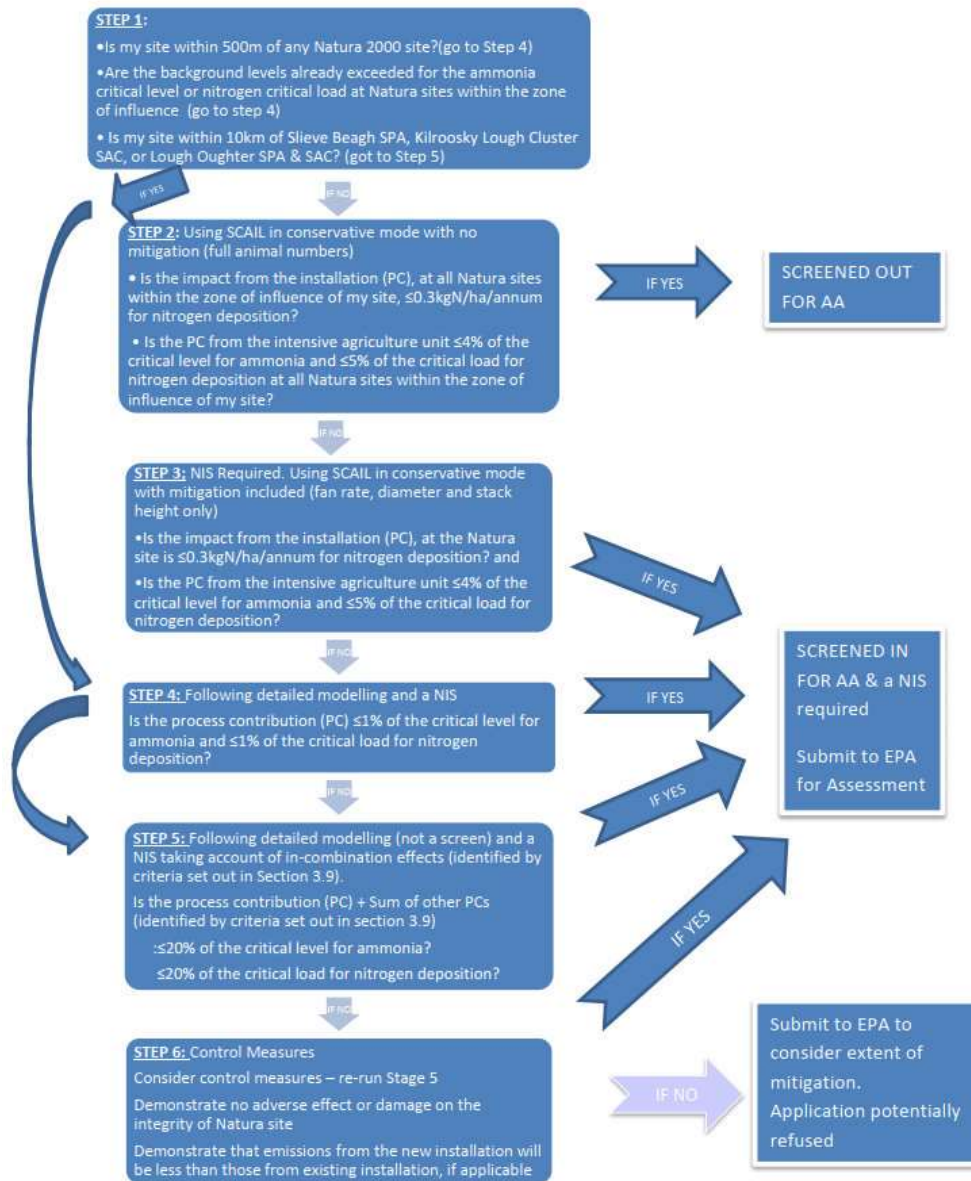 STEP 1:
•Is my site within 500m of any Natura 2000 site?(go to Step 4)
•Are the background levels already exceeded for the ammonia
critical level or nitrogen critical load at Natura sites within the zone
of influence  (go to step 4)
• Is my site within 10km of Slieve Beagh SPA, Kilroosky Lough Cluster
SAC, or Lough Oughter SPA & SAC? (got to Step 5)
IF YES
IF NO
STEP 2: Using SCAIL in conservative mode with no
mitigation (full animal numbers)
• Is the impact from the installation (PC), at all Natura sites
within the zone of influence of my site, ≤0.3kgN/ha/annum
for nitrogen deposition?
• Is the PC from the intensive agriculture unit ≤4% of the
critical level for ammonia and ≤5% of the critical load for
nitrogen deposition at all Natura sites within the zone of
influence of my site?
IF YES
SCREENED OUT
FOR AA
IF NO
STEP 3; NIS Required. Using SCAIL in conservative mode
with mitigation included (fan rate, diameter and stack
height only)
•Is the impact from the installation (PC), at the Natura
site is ≤0.3kgN/ha/annum for nitrogen deposition? and
•Is the PC from the intensive agriculture unit ≤4% of the
critical level for ammonia and ≤5% of the critical load for
nitrogen deposition?
IF YES
IF NO
STEP 4: Following detailed modelling and a NIS
Is the process contribution (PC) ≤1% of the critical level for
ammonia and ≤1% of the critical load for nitrogen
deposition?
IF YES
SCREENED IN
FOR AA & a NIS
required
Submit to EPA
for Assessment
IF NO
STEP 5: Following detailed modelling (not a screen) and a
NIS taking account of in-combination effects (identified by
criteria set out in Section 3.9).
Is the process contribution (PC) + Sum of other PCs
(identified by criteria set out in section 3.9)
:≤20% of the critical level for ammonia?
≤20% of the critical load for nitrogen deposition?
IF YES
IF NO
STEP 6: Control Measures
Consider control measures – re-run Stage 5
Demonstrate no adverse effect or damage on the
integrity of Natura site
Demonstrate that emissions from the new installation will
be less than those from existing installation, if applicable
IF YES
IF NO
Submit to EPA to
consider extent of
mitigation.
Application potentially
refused